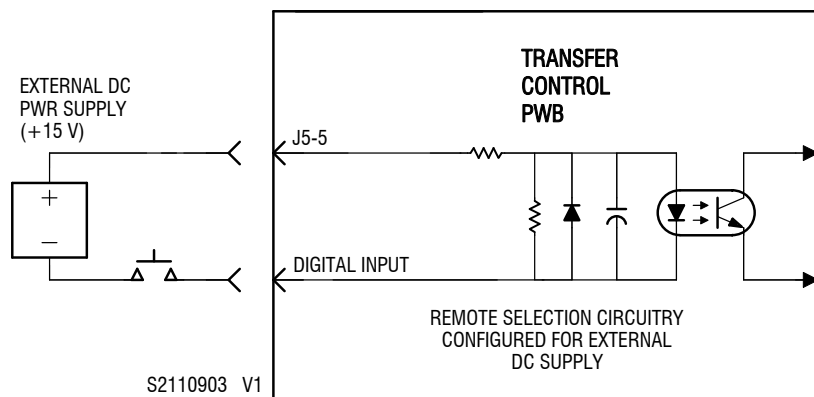 TRANSFER
CONTROL
PWB
EXTERNAL DC
PWR SUPPLY
(+15 V)
J5-5
+
–
DIGITAL INPUT
REMOTE SELECTION CIRCUITRY
CONFIGURED FOR EXTERNAL
DC SUPPLY
S2110903 V1